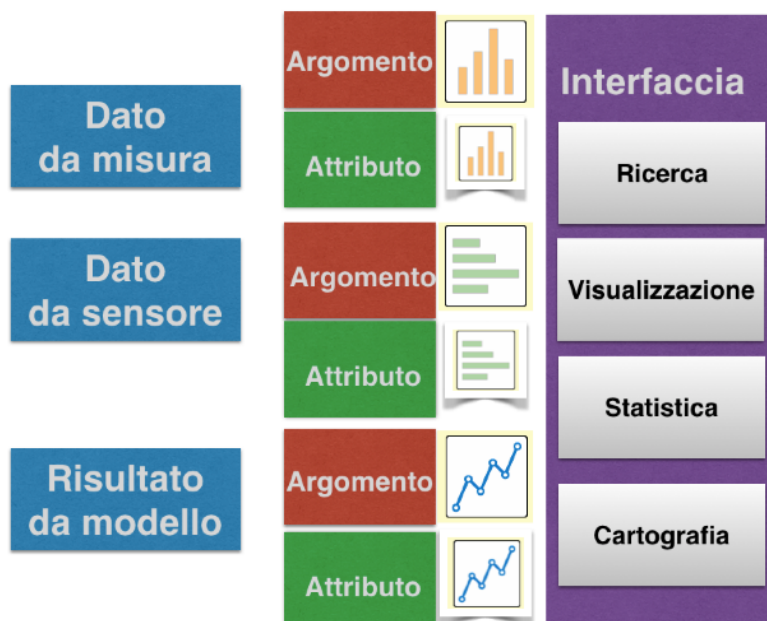 Dato
da misura
Argomento
Attributo
Dato
da sensore
Argomento
Attributo
Risultato
da modello
Argomento
Attributo
Interfaccia
Ricerca
Visualizzazione
Statistica
Cartografia